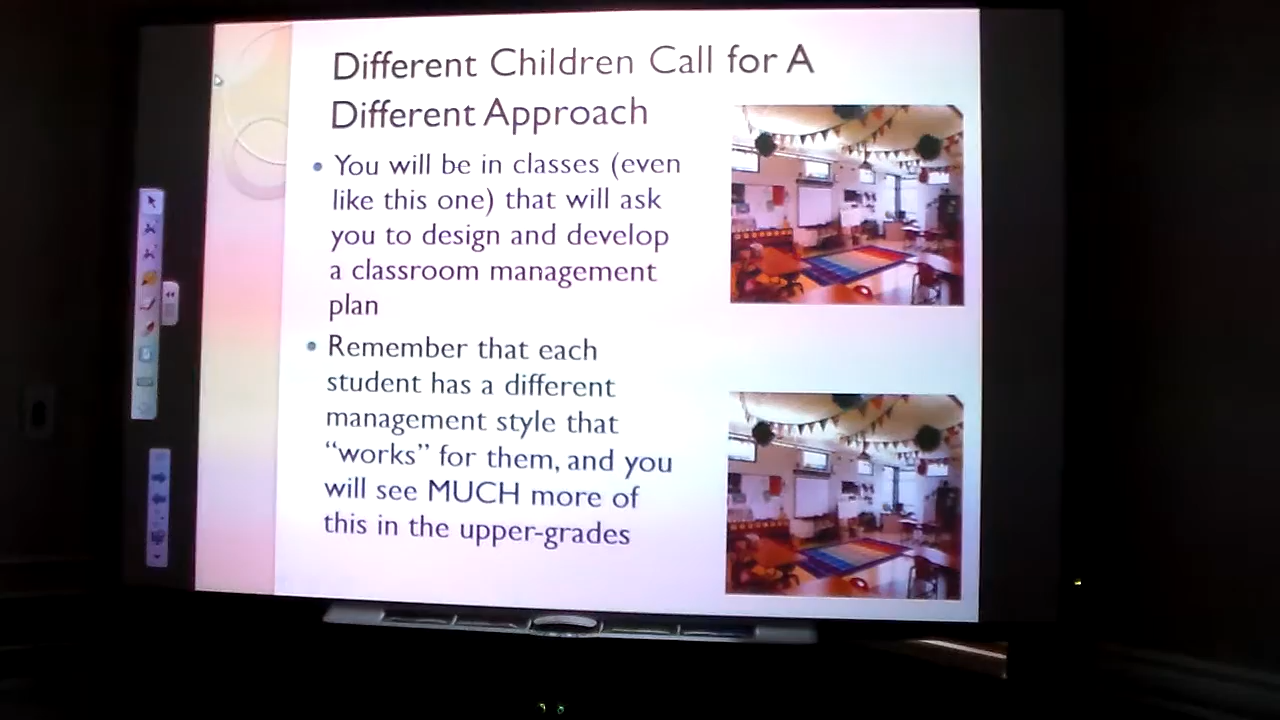 Different Children Call for A
Different Approach
• You will be in classes (even
like this one) that will ask
you to design and develop
a classroom management
plan
• Remember that each
student has a different
management style that
“works” for them, and you
will see MUCH more of
this in the upper-grades